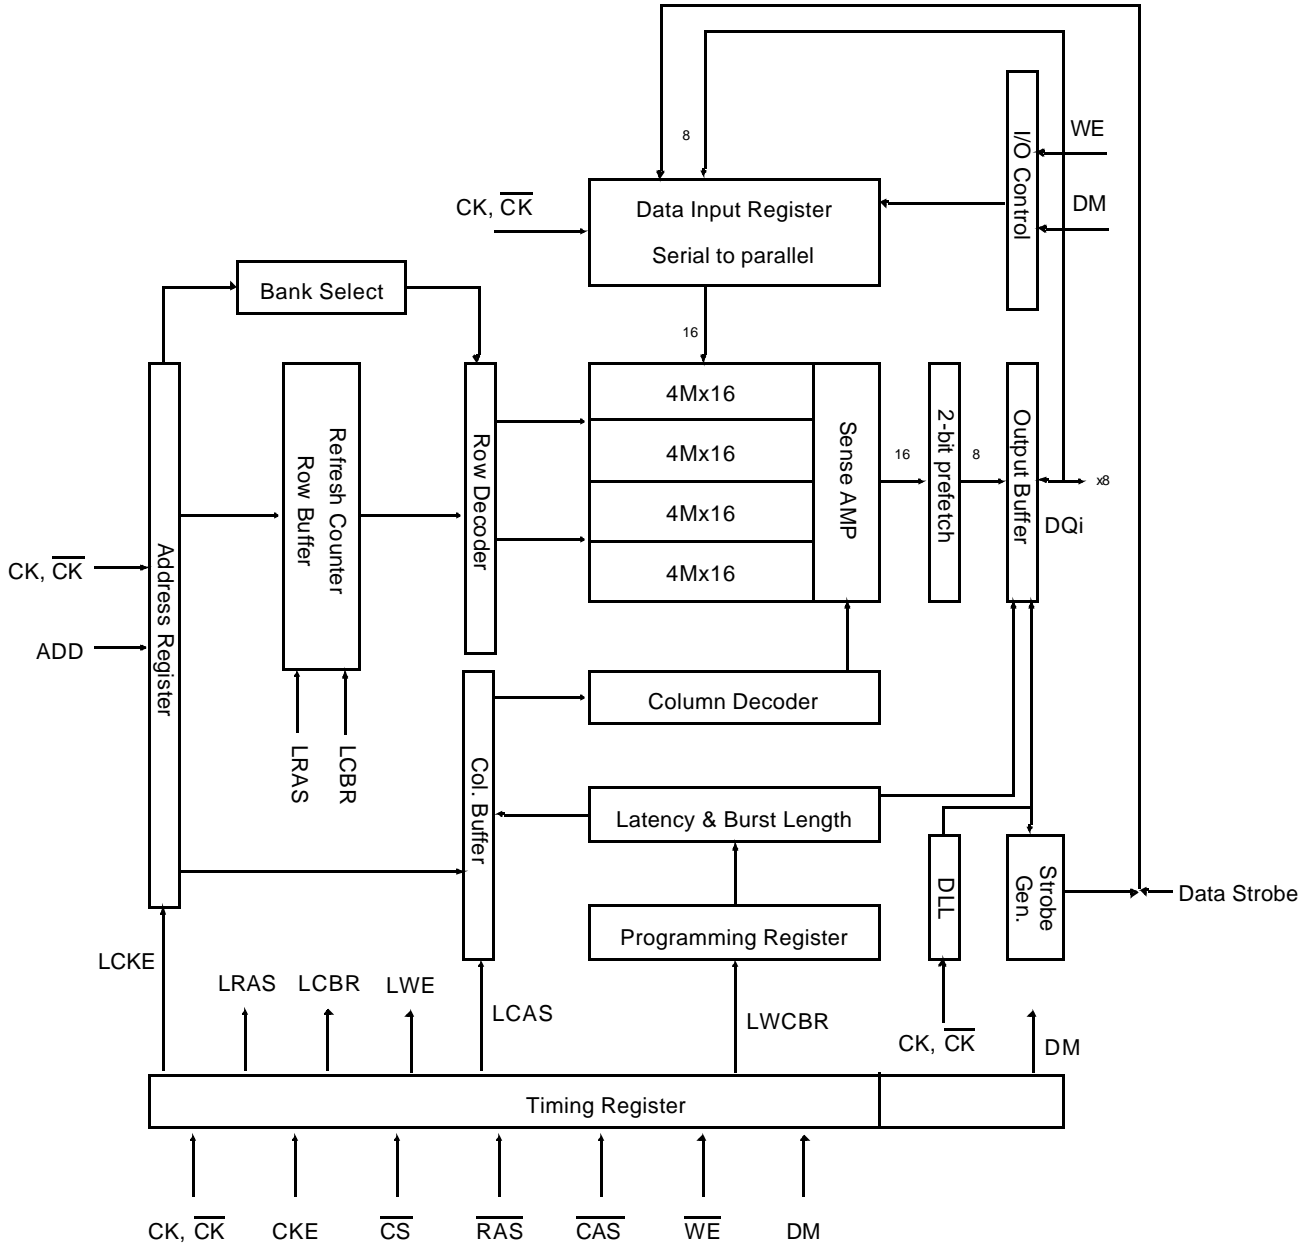 8
WE
I/O Control
DM
CK, CK
Data Input Register
Serial to parallel
Bank Select
16
4Mx16
4Mx16
4Mx16
4Mx16
Sense AMP
16
2-bit prefetch
8
Output Buffer
x8
DQi
Refresh Counter
Row Buffer
Row Decoder
Address Register
CK, CK
ADD
LRAS
LCBR
Col. Buffer
Column Decoder
Latency & Burst Length
Programming Register
DLL
Strobe
Gen.
Data Strobe
LCKE
LRAS
LCBR
LWE
LCAS
LWCBR
CK, CK
DM
Timing Register
CK, CK
CKE
CS
RAS
CAS
WE
DM